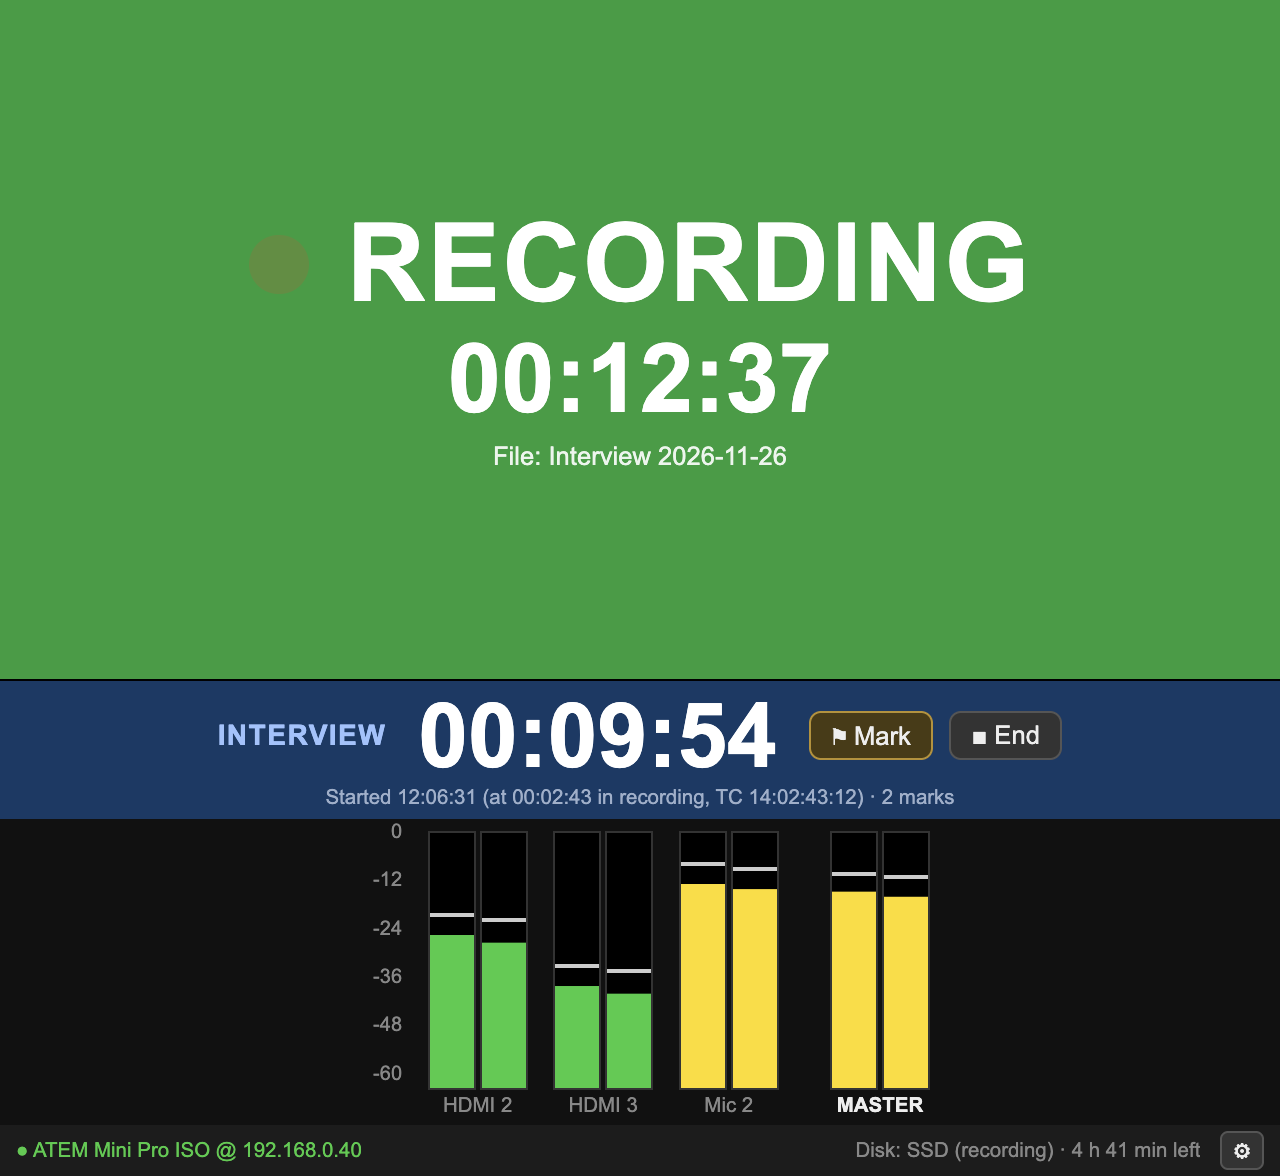 RECORDING
00:12:37
File: Interview 2026-11-26
INTERVIEW 00:09:54 ⚑ Mark ■ End
Started 12:06:31 (at 00:02:43 in recording, TC 14:02:43:12) · 2 marks
0
-12
-24
-36
-48
-60
HDMI 2 HDMI 3 Mic 2 MASTER
● ATEM Mini Pro ISO @ 192.168.0.40 Disk: SSD (recording) · 4 h 41 min left ⚙